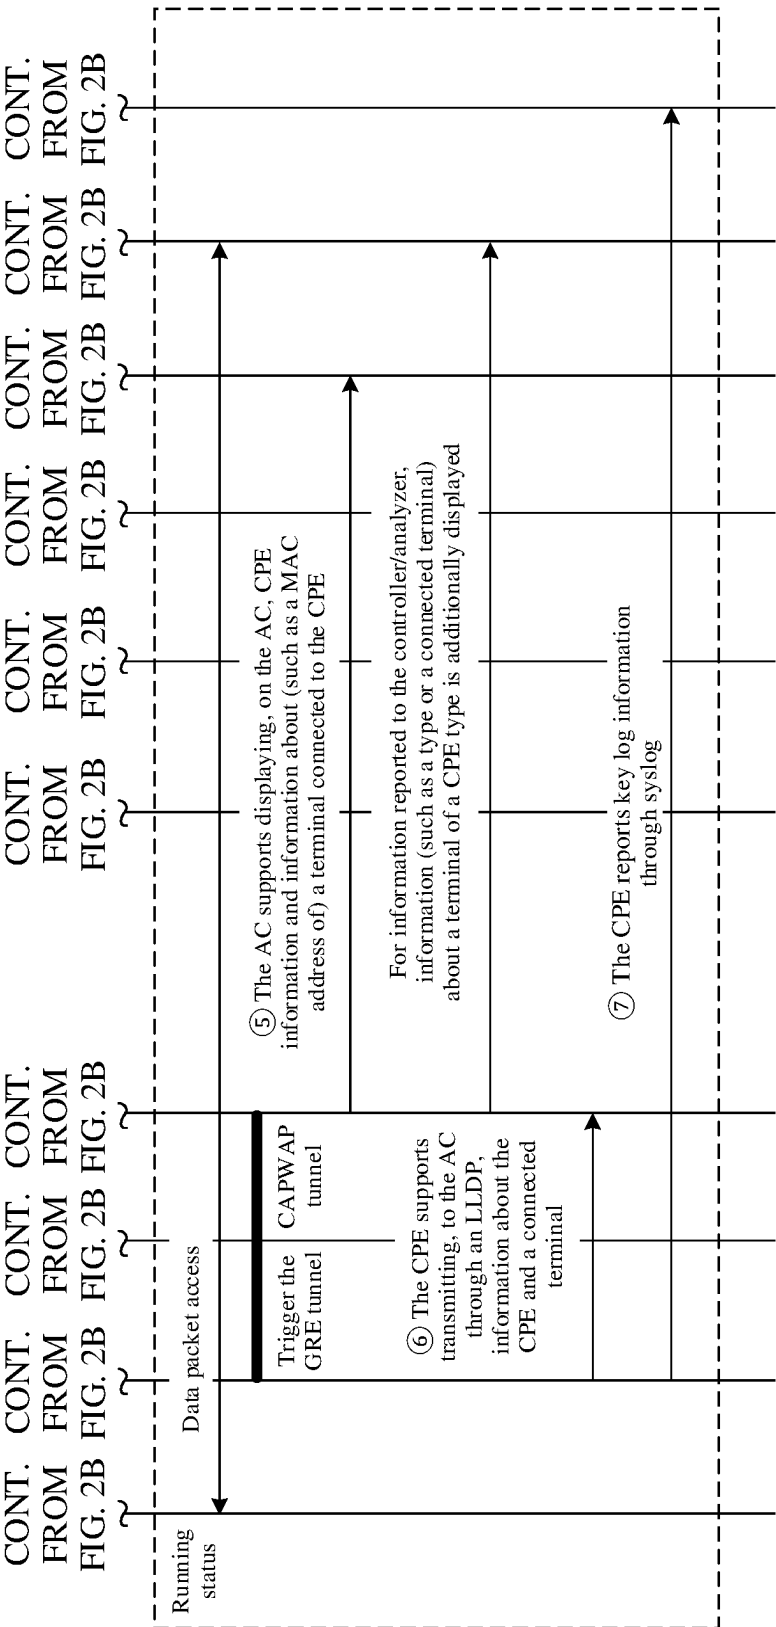 CONT.
FROM
FIG. 2B
CONT.
FROM
FIG. 2B
CONT.
FROM
FIG. 2B
CONT.
FROM
FIG. 2B
CONT.
FROM
FIG. 2B
CONT.
FROM
FIG. 2B
CONT.
FROM
FIG. 2B
CONT.
FROM
FIG. 2B
CONT.
FROM
FIG. 2B
CONT.
FROM
FIG. 2B
Running
status
Data packet access
Trigger the
GRE tunnel
CAPWAP
tunnel
⑤ The AC supports displaying, on the AC, CPE
information and information about (such as a MAC
address of) a terminal connected to the CPE
For information reported to the controller/analyzer,
information (such as a type or a connected terminal)
about a terminal of a CPE type is additionally displayed
⑥ The CPE supports
transmitting, to the AC
through an LLDP,
information about the
CPE and a connected
terminal
⑦ The CPE reports key log information
through syslog